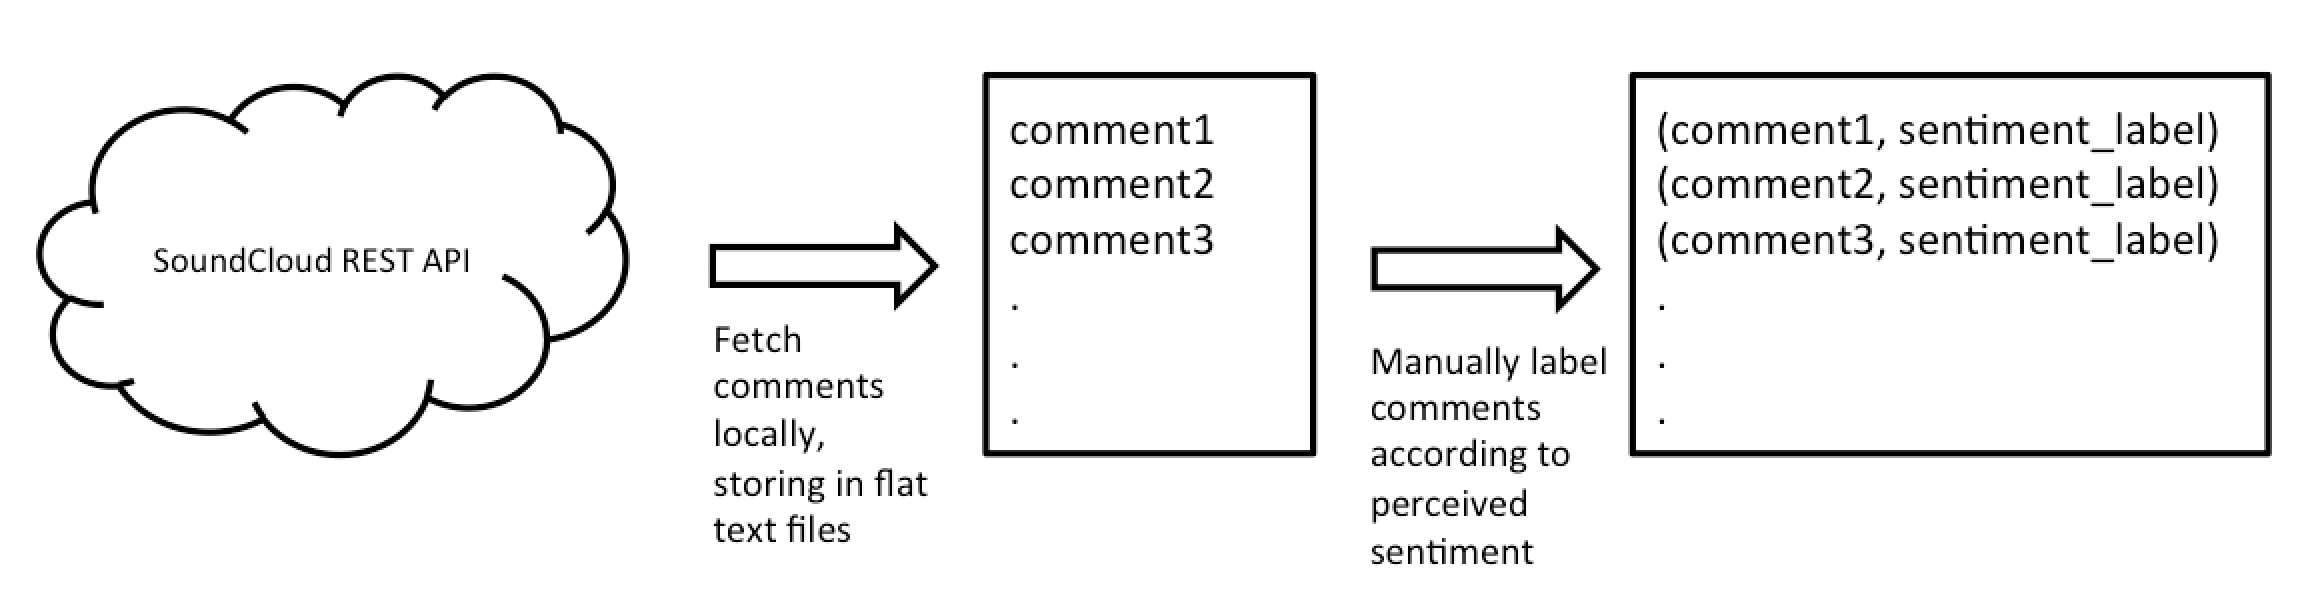 SoundCloud REST API
Fetch
comments
locally,
storing in flat
text files
comment1
comment2
comment3
.
.
.
Manually label
comments
according to
perceived
sentiment
(comment1, sentiment_label)
(comment2, sentiment_label)
(comment3, sentiment_label)
.
.
.